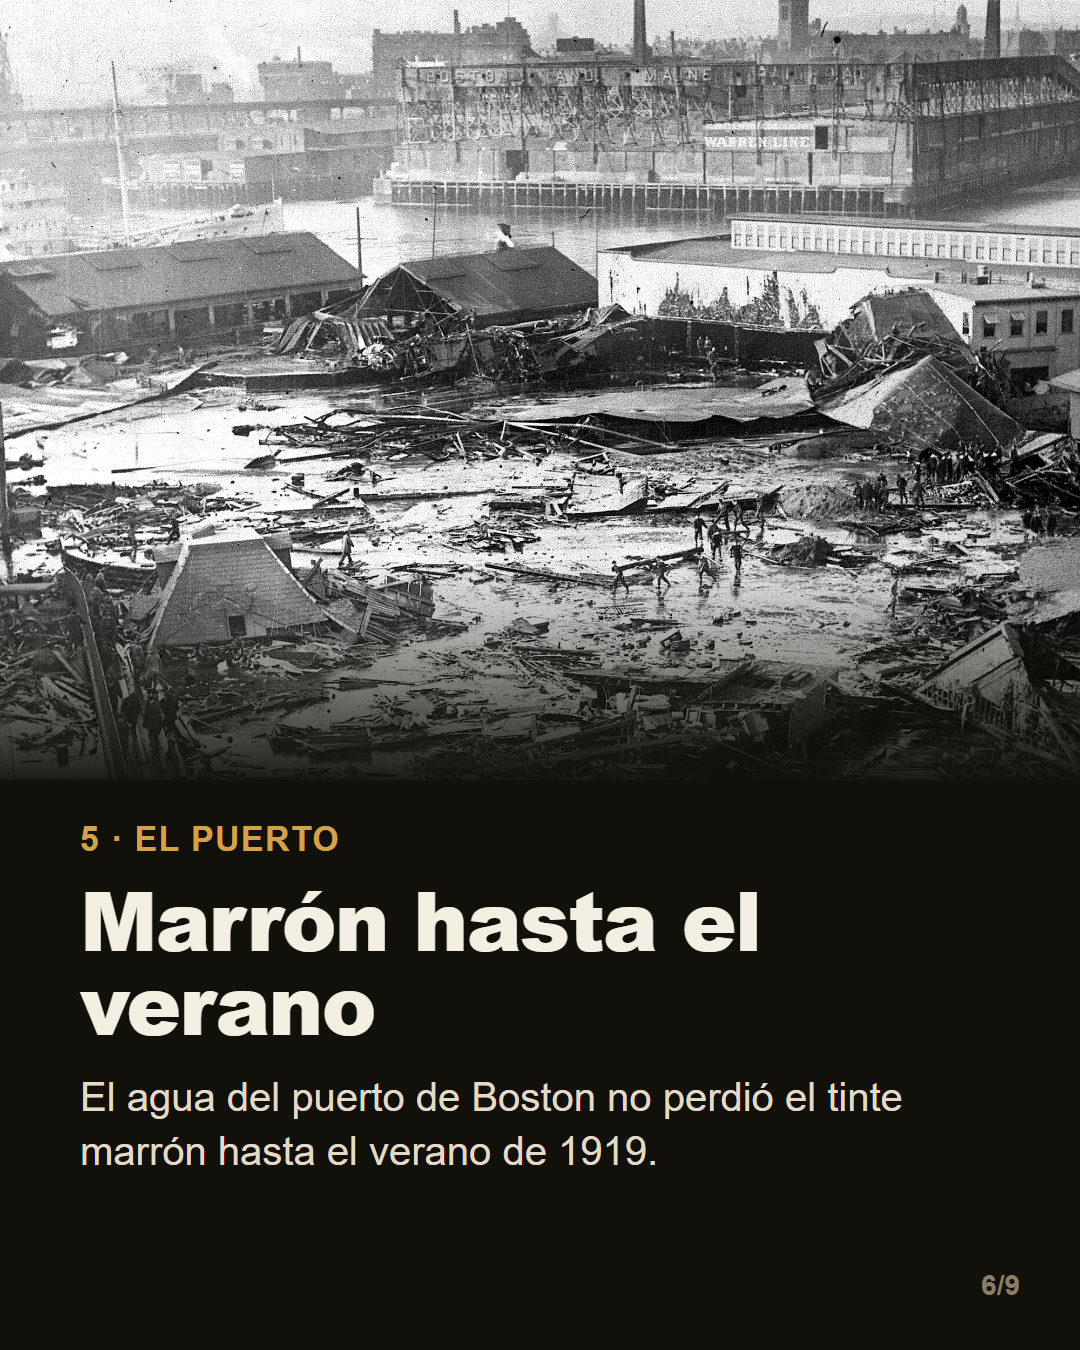 BOSTON AND MAINE
WARREN LINE
5 · EL PUERTO
Marrón hasta el
verano
El agua del puerto de Boston no perdió el tinte
marrón hasta el verano de 1919.
6/9